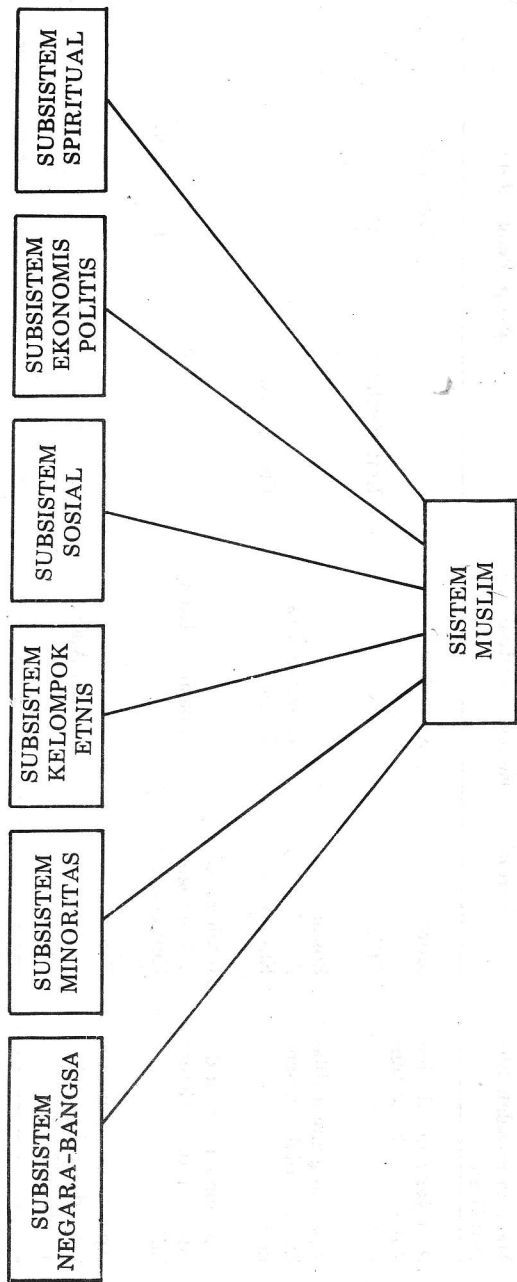 SUBSISTEM
NEGARA-BANGSA
SUBSISTEM
MINORITAS
SUBSISTEM
KELOMPOK
ETNIS
SUBSISTEM
SOSIAL
SUBSISTEM
EKONOMIS
POLITIS
SUBSISTEM
SPIRITUAL
SISTEM
MUSLIM